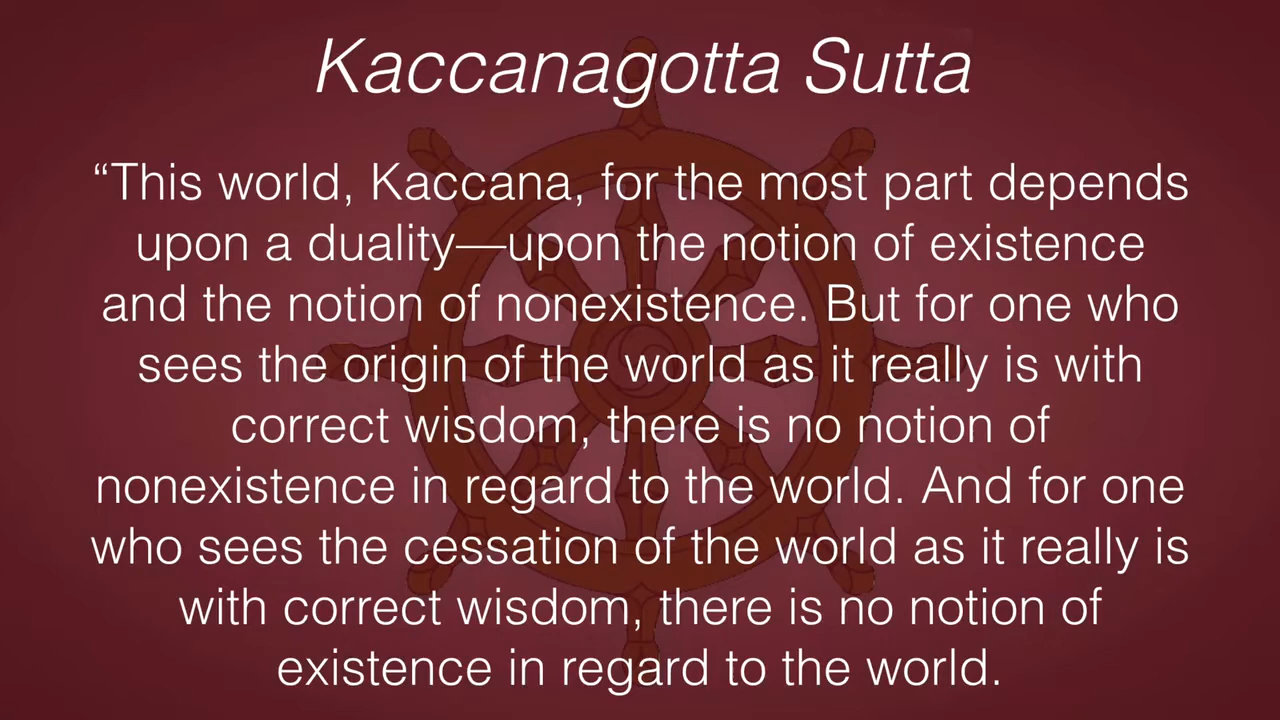 Kaccanagotta Sutta
“This world, Kaccana, for the most part depends
upon a duality—upon the notion of existence
and the notion of nonexistence. But for one who
sees the origin of the world as it really is with
correct wisdom, there is no notion of
nonexistence in regard to the world. And for one
who sees the cessation of the world as it really is
with correct wisdom, there is no notion of
existence in regard to the world.